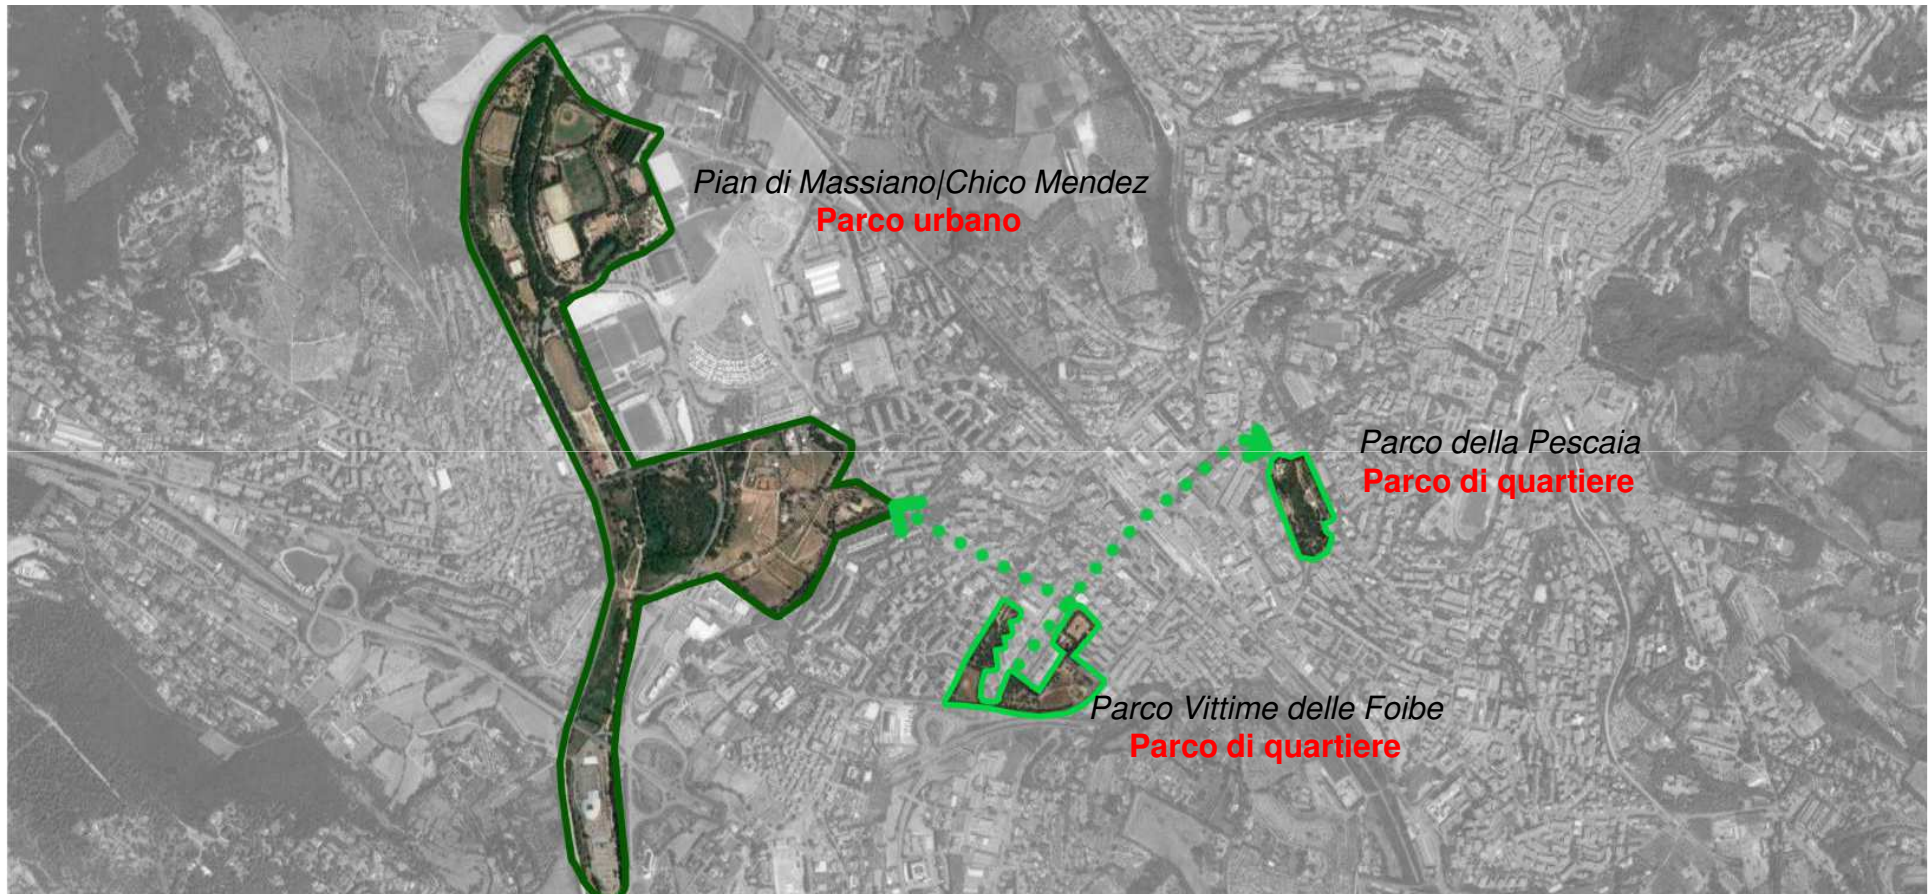 Pian di Massiano|Chico Mendez
Parco urbano
Parco della Pescaia
Parco di quartiere
Parco Vittime delle Foibe
Parco di quartiere